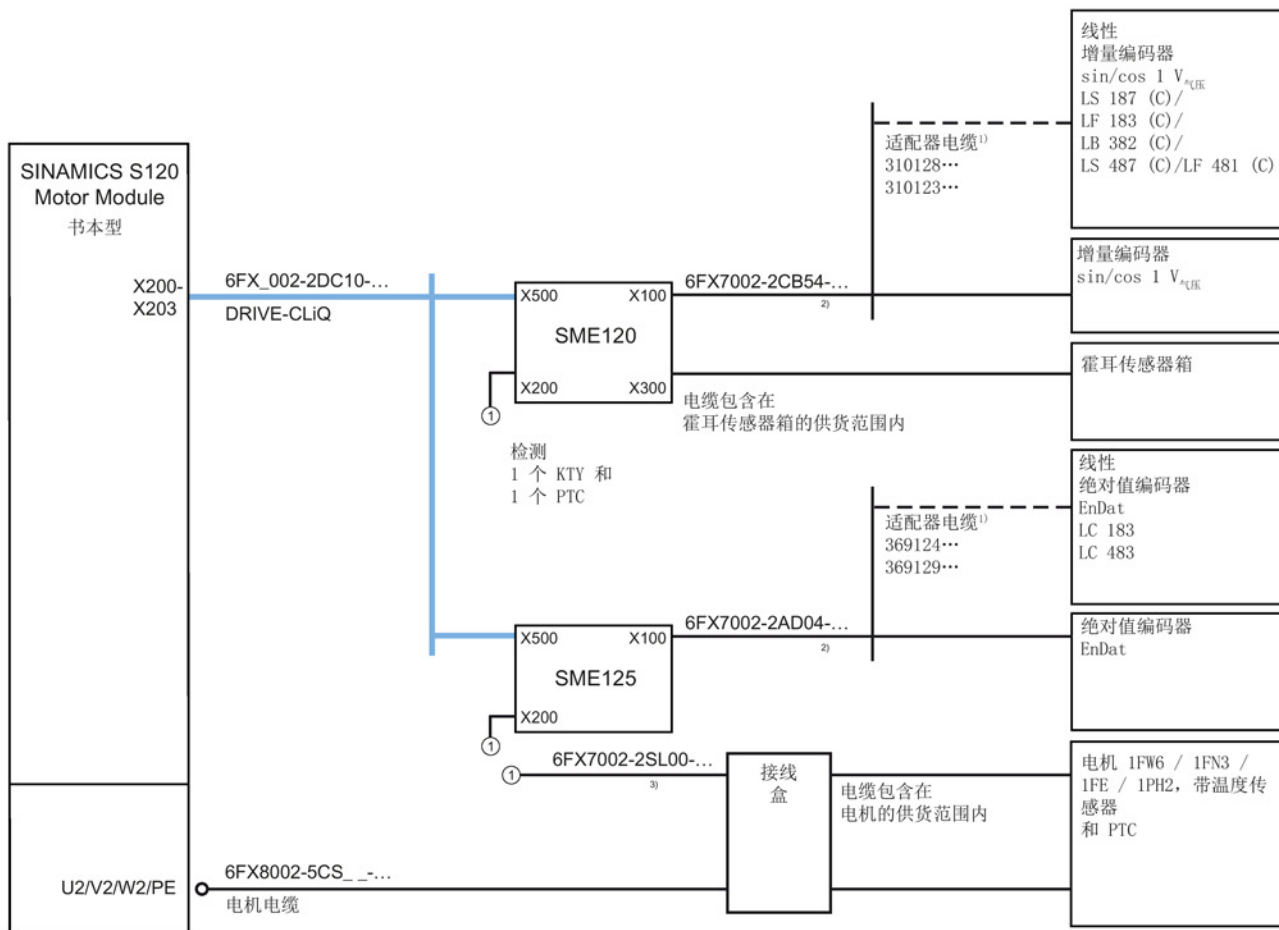 线性
增量编码器
sin/cos 1 V气压
LS 187 (C)/
LF 183 (C)/
LB 382 (C)/
LS 487 (C)/LF 481 (C)
适配器电缆1)
310128…
310123…
SINAMICS S120
Motor Module
书本型
X200-
X203
6FX_002-2DC10-…
DRIVE-CLiQ
X500
X100
SME120
X200
X300
6FX7002-2CB54-…
2)
增量编码器
sin/cos 1 V气压
霍耳传感器箱
电缆包含在
霍耳传感器箱的供货范围内
①
检测
1 个 KTY 和
1 个 PTC
适配器电缆1)
369124…
369129…
线性
绝对值编码器
EnDat
LC 183
LC 483
X500
X100
SME125
X200
6FX7002-2AD04-…
2)
绝对值编码器
EnDat
①
①
6FX7002-2SL00-…
3)
接线
盒
电缆包含在
电机的供货范围内
电机 1FW6 / 1FN3 /
1FE / 1PH2, 带温度传
感器
和 PTC
U2/V2/W2/PE
6FX8002-5CS_ _-…
电机电缆